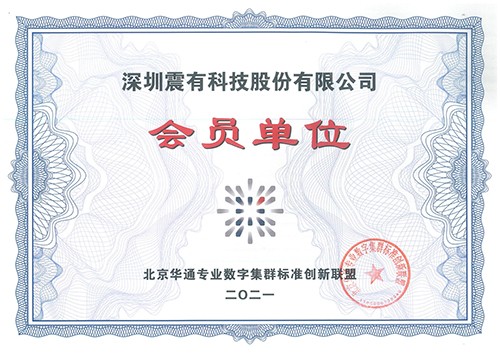 深圳震有科技股份有限公司
会员单位
北京华通专业数字集群标准创新联盟
二〇二一